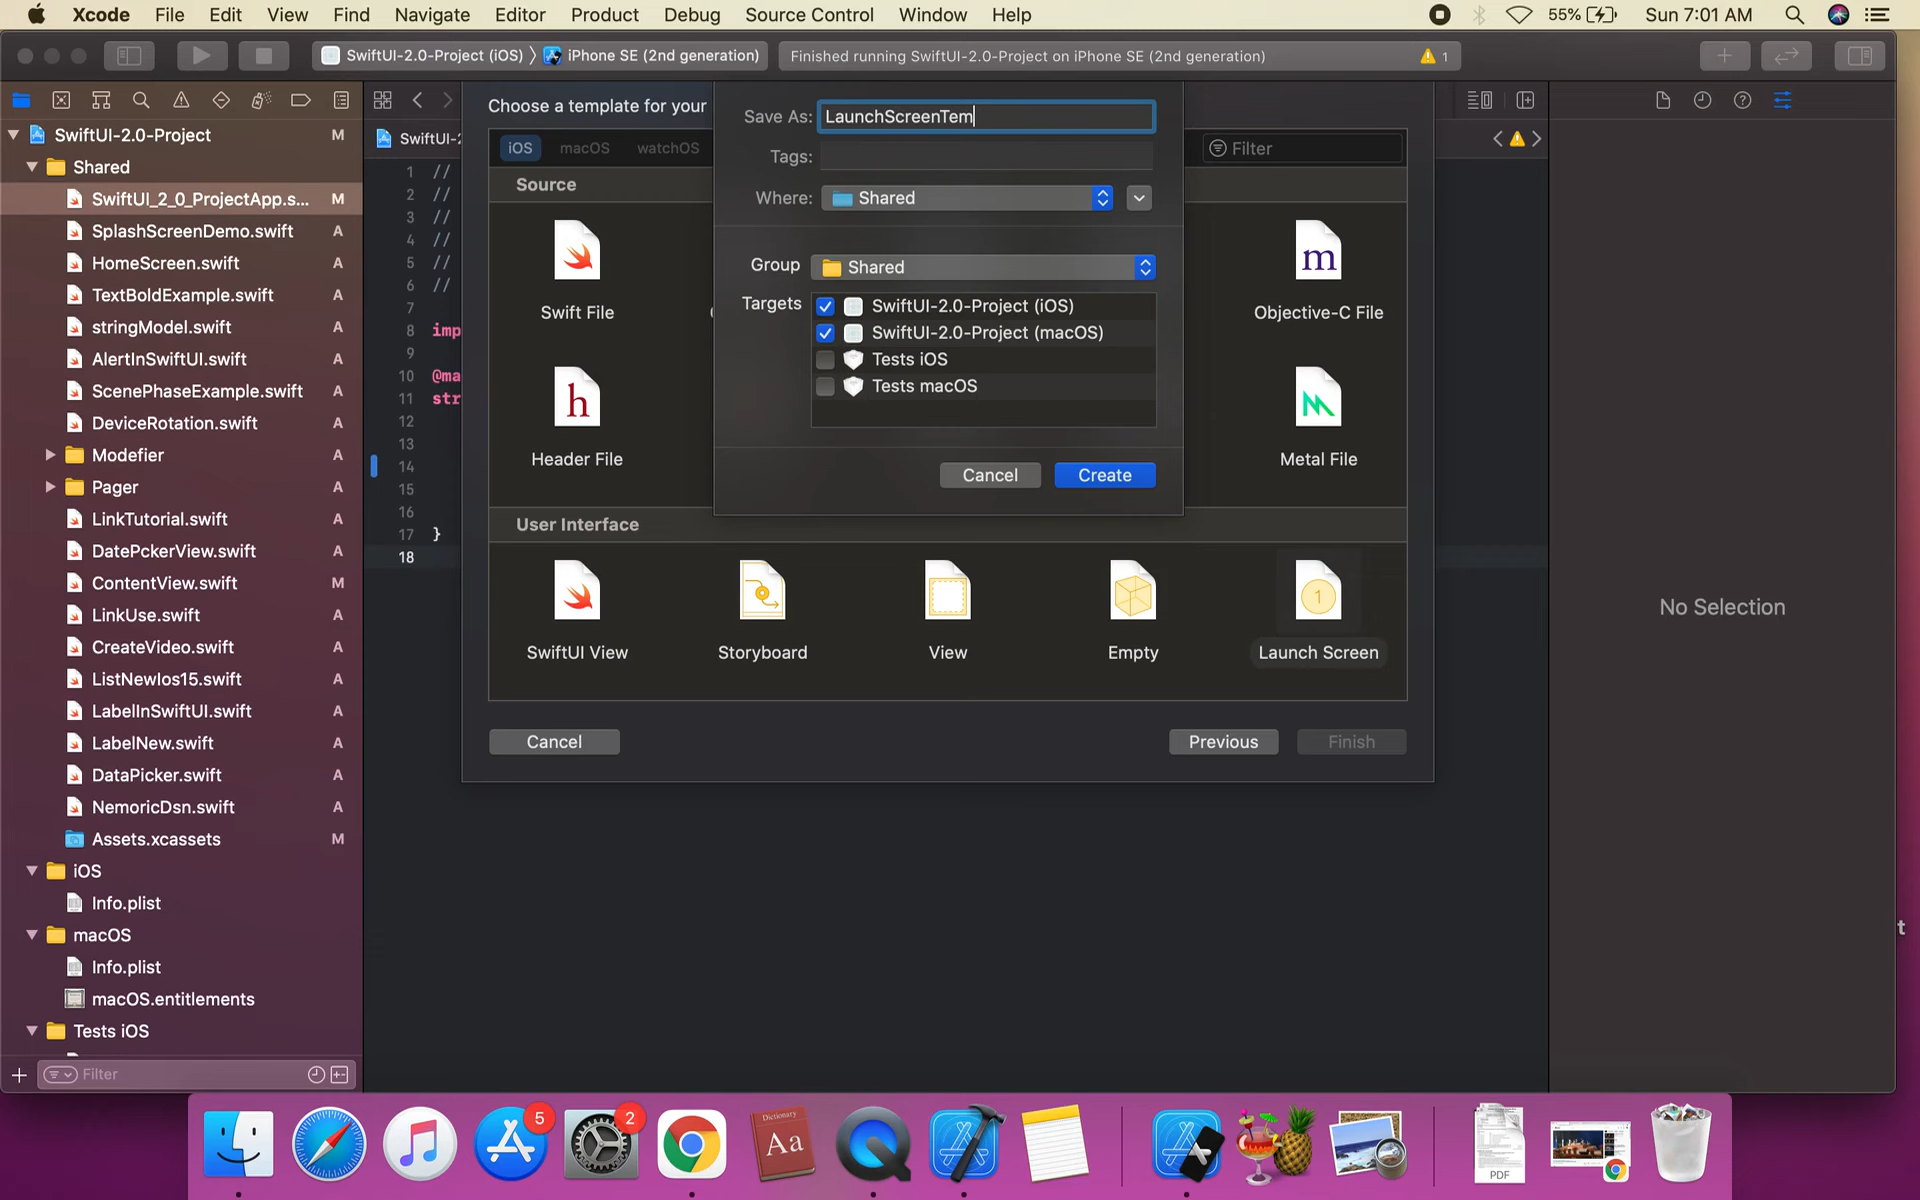 Xcode File Edit View Find Navigate Editor Product Debug Source Control Window Help 55% Sun 7:01 AM
SwiftUI-2.0-Project (iOS) iPhone SE (2nd generation) Finished running SwiftUI-2.0-Project on iPhone SE (2nd generation) 1
SwiftUI-2.0-Project M
Shared
SwiftUI_2_0_ProjectApp.s... M
SplashScreenDemo.swift A
HomeScreen.swift A
TextBoldExample.swift A
stringModel.swift A
AlertInSwiftUI.swift A
ScenePhaseExample.swift A
DeviceRotation.swift A
Modefier A
Pager A
LinkTutorial.swift A
DatePckerView.swift A
ContentView.swift M
LinkUse.swift A
CreateVideo.swift A
ListNewIos15.swift A
LabelInSwiftUI.swift A
LabelNew.swift A
DataPicker.swift A
NemoricDsn.swift A
Assets.xcassets M
iOS
Info.plist
macOS
Info.plist
macOS.entitlements
Tests iOS
Filter
SwiftUI-2
1 //
2 //
3 //
4 //
5 //
6 //
7
8 imp
9
10 @ma
11 str
12
13
14
15
16
17 }
18
Choose a template for your
iOS macOS watchOS
Filter
Source
Swift File
Objective-C File
Header File
Metal File
User Interface
SwiftUI View
Storyboard
View
Empty
Launch Screen
Cancel
Previous
Finish
Save As: LaunchScreenTem
Tags:
Where: Shared
Group Shared
Targets SwiftUI-2.0-Project (iOS)
SwiftUI-2.0-Project (macOS)
Tests iOS
Tests macOS
Cancel Create
No Selection
t
5
2
Dictionary
Aa
PDF